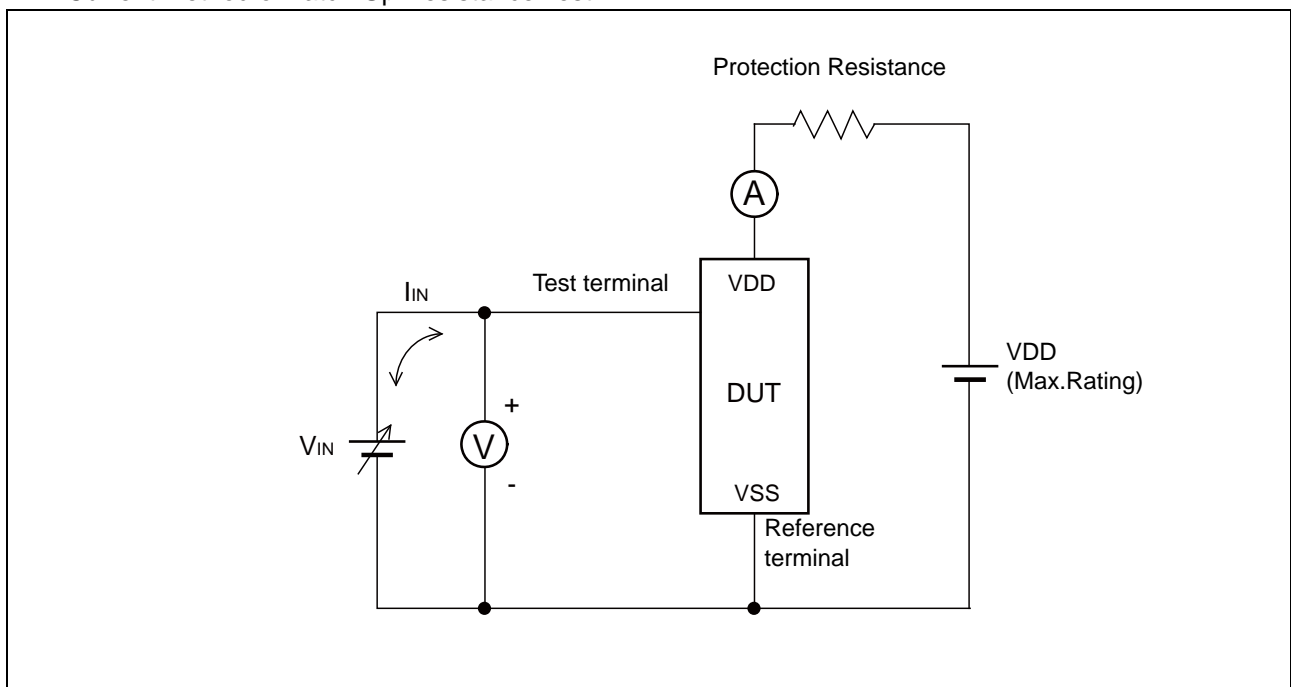 Protection Resistance
A
Test terminal
VDD
IIN
VDD
(Max.Rating)
DUT
+
VIN
V
-
VSS
Reference
terminal